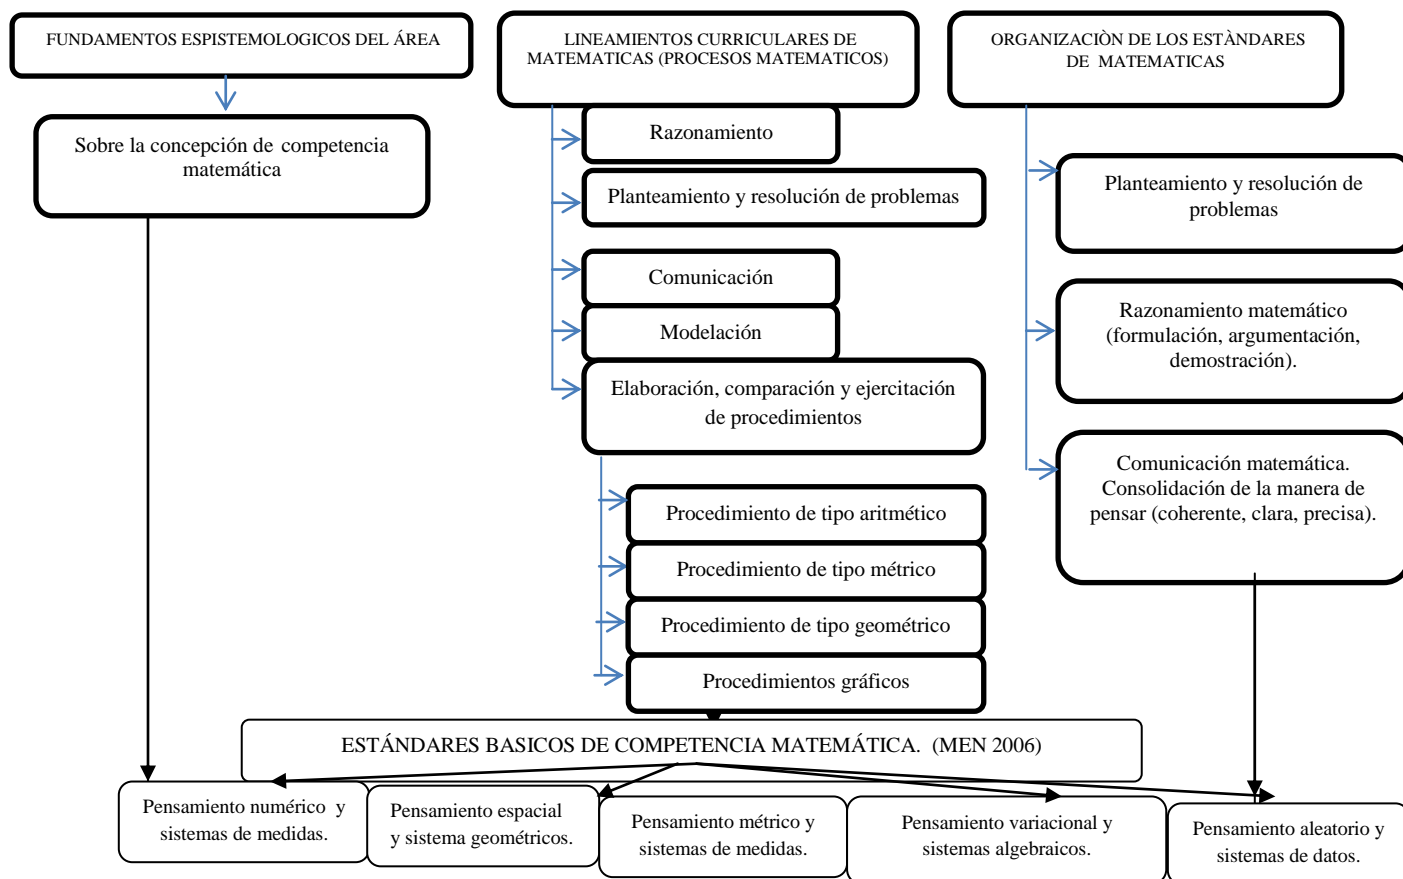 FUNDAMENTOS ESPISTEMOLOGICOS DEL ÁREA
Sobre la concepción de competencia
matemática
LINEAMIENTOS CURRICULARES DE
MATEMATICAS (PROCESOS MATEMATICOS)
Razonamiento
Planteamiento y resolución de problemas
Comunicación
Modelación
Elaboración, comparación y ejercitación
de procedimientos
Procedimiento de tipo aritmético
Procedimiento de tipo métrico
Procedimiento de tipo geométrico
Procedimientos gráficos
ORGANIZACIÒN DE LOS ESTÀNDARES
DE MATEMATICAS
Planteamiento y resolución de
problemas
Razonamiento matemático
(formulación, argumentación,
demostración).
Comunicación matemática.
Consolidación de la manera de
pensar (coherente, clara, precisa).
ESTÁNDARES BASICOS DE COMPETENCIA MATEMÁTICA. (MEN 2006)
Pensamiento numérico y
sistemas de medidas.
Pensamiento espacial
y sistema geométricos.
Pensamiento métrico y
sistemas de medidas.
Pensamiento variacional y
sistemas algebraicos.
Pensamiento aleatorio y
sistemas de datos.